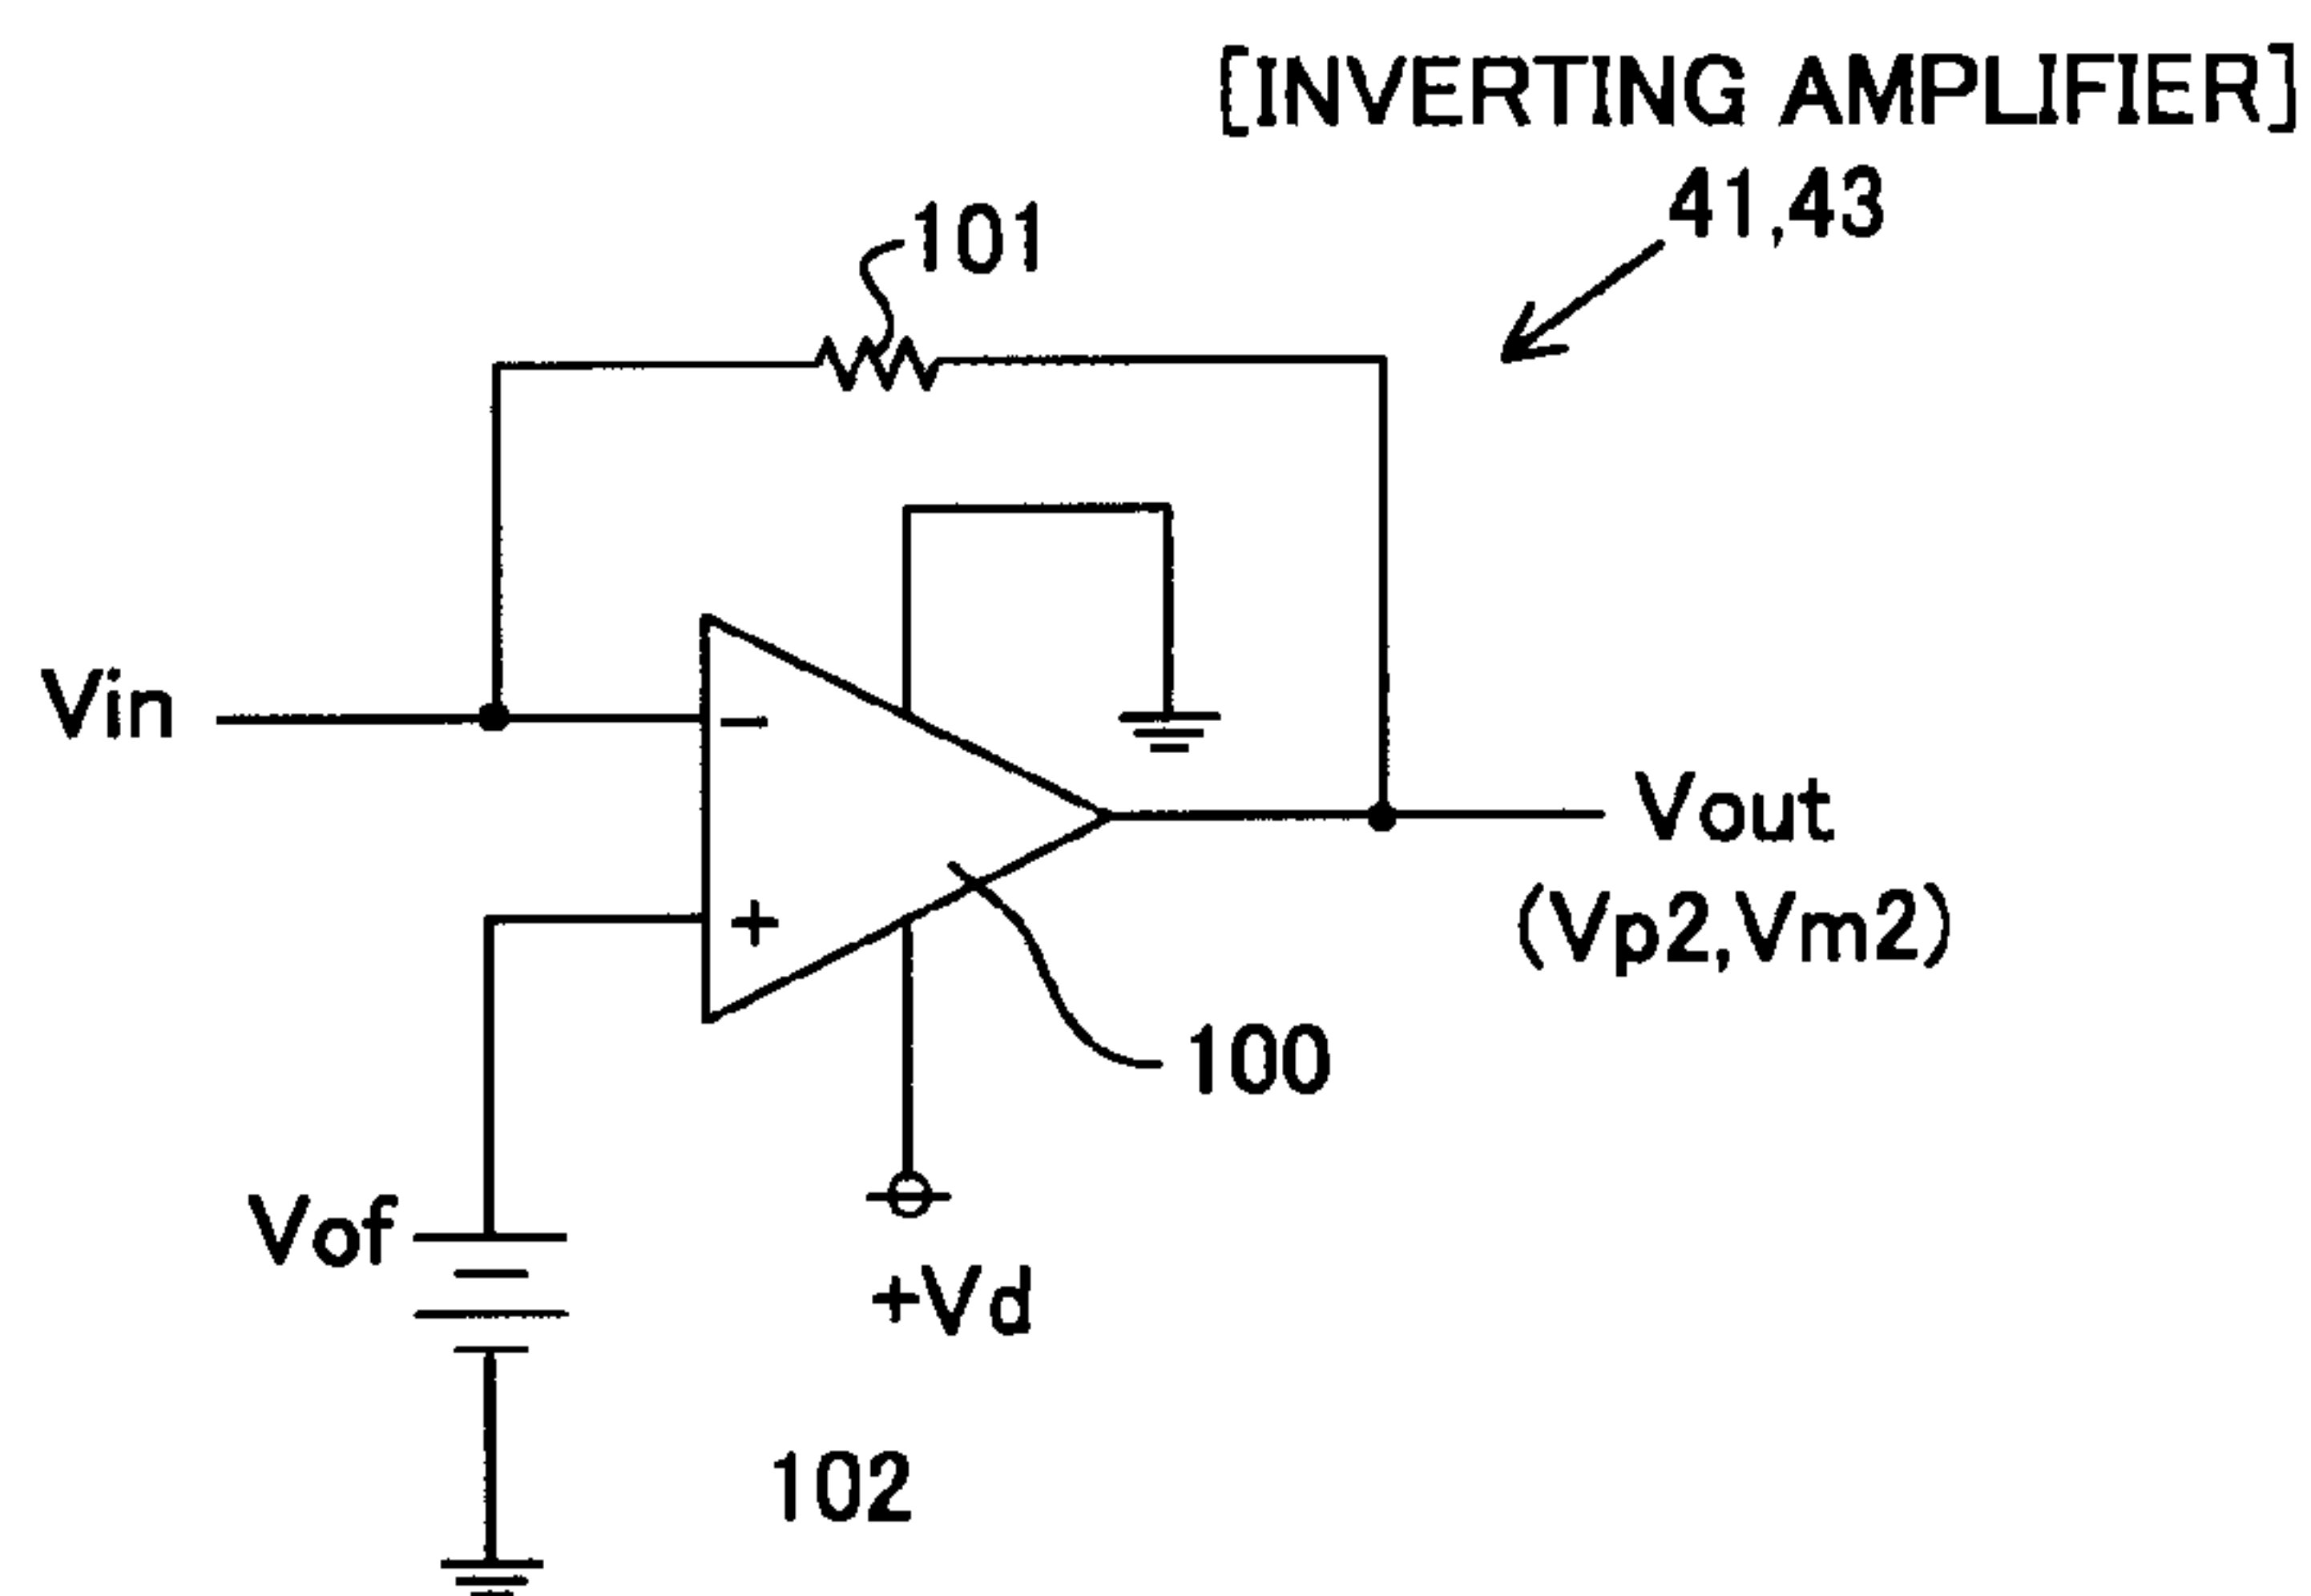 [INVERTING AMPLIFIER]
41,43
101
Vin
−
+
Vout
(Vp2,Vm2)
100
Vof
+Vd
102